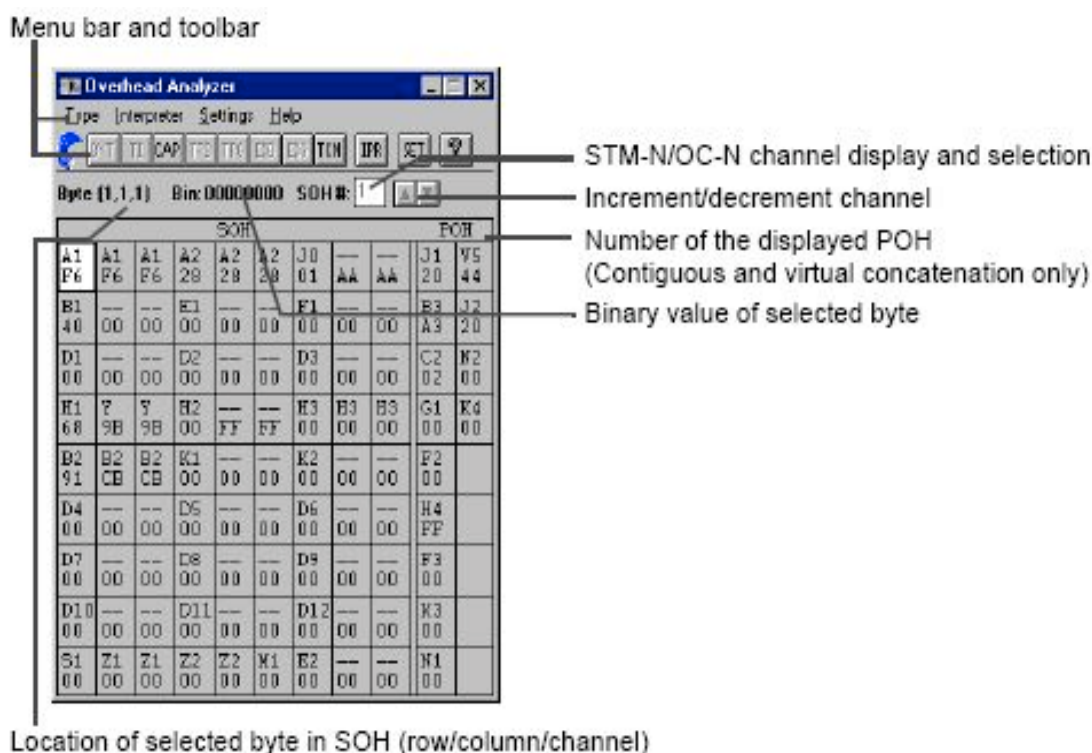 Menu bar and toolbar
Overhead Analyzer
Type Interpreter Settings Help
CAP TCM IPR SET ?
STM-N/OC-N channel display and selection
Byte (1,1,1) Bin: 00000000 SOH #: 1
Increment/decrement channel
SOH POH
Number of the displayed POH
(Contiguous and virtual concatenation only)
A1 A1 A1 A2 A2 A2 J0 -- -- J1 V5
F6 F6 F6 28 28 28 01 AA AA 20 44
Binary value of selected byte
B1 -- -- E1 -- -- F1 -- -- B3 J2
40 00 00 00 00 00 00 00 00 A3 20
D1 -- -- D2 -- -- D3 -- -- C2 N2
00 00 00 00 00 00 00 00 00 02 00
H1 Y Y H2 -- -- H3 H3 H3 G1 K4
68 9B 9B 00 FF FF 00 00 00 00 00
B2 B2 B2 K1 -- -- K2 -- -- F2
91 CB CB 00 00 00 00 00 00 00
D4 -- -- D5 -- -- D6 -- -- H4
00 00 00 00 00 00 00 00 00 FF
D7 -- -- D8 -- -- D9 -- -- F3
00 00 00 00 00 00 00 00 00 00
D10 -- -- D11 -- -- D12 -- -- K3
00 00 00 00 00 00 00 00 00 00
S1 Z1 Z1 Z2 Z2 M1 E2 -- -- N1
00 00 00 00 00 00 00 00 00 00
Location of selected byte in SOH (row/column/channel)